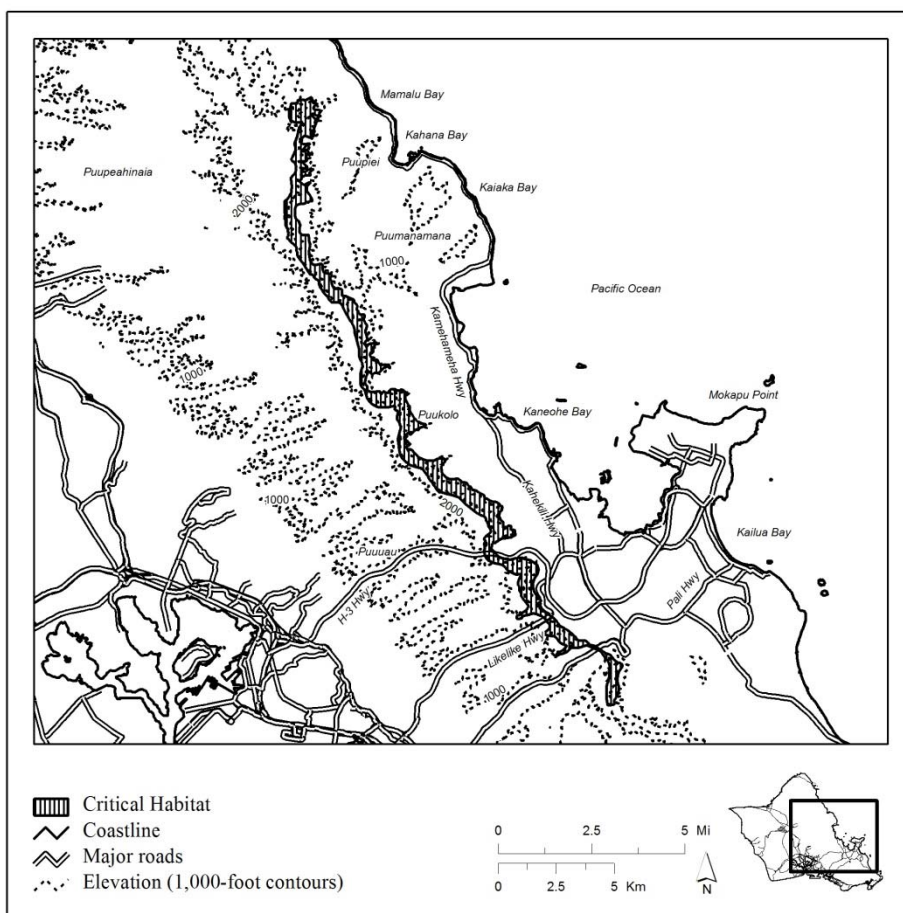 Mamalu Bay
Kahana Bay
Puupiei
Kaiaka Bay
Puupeahinaia
2000
Puumanamana
1000
Pacific Ocean
Kamehameha Hwy
1000
Mokapu Point
Puukolo
Kaneohe Bay
1000
2000
Kahekili Hwy
Kailua Bay
Puuuau
H-3 Hwy
Pali Hwy
Likelike Hwy
1000
Critical Habitat
Coastline
Major roads
Elevation (1,000-foot contours)
0 2.5 5 Mi
0 2.5 5 Km
N